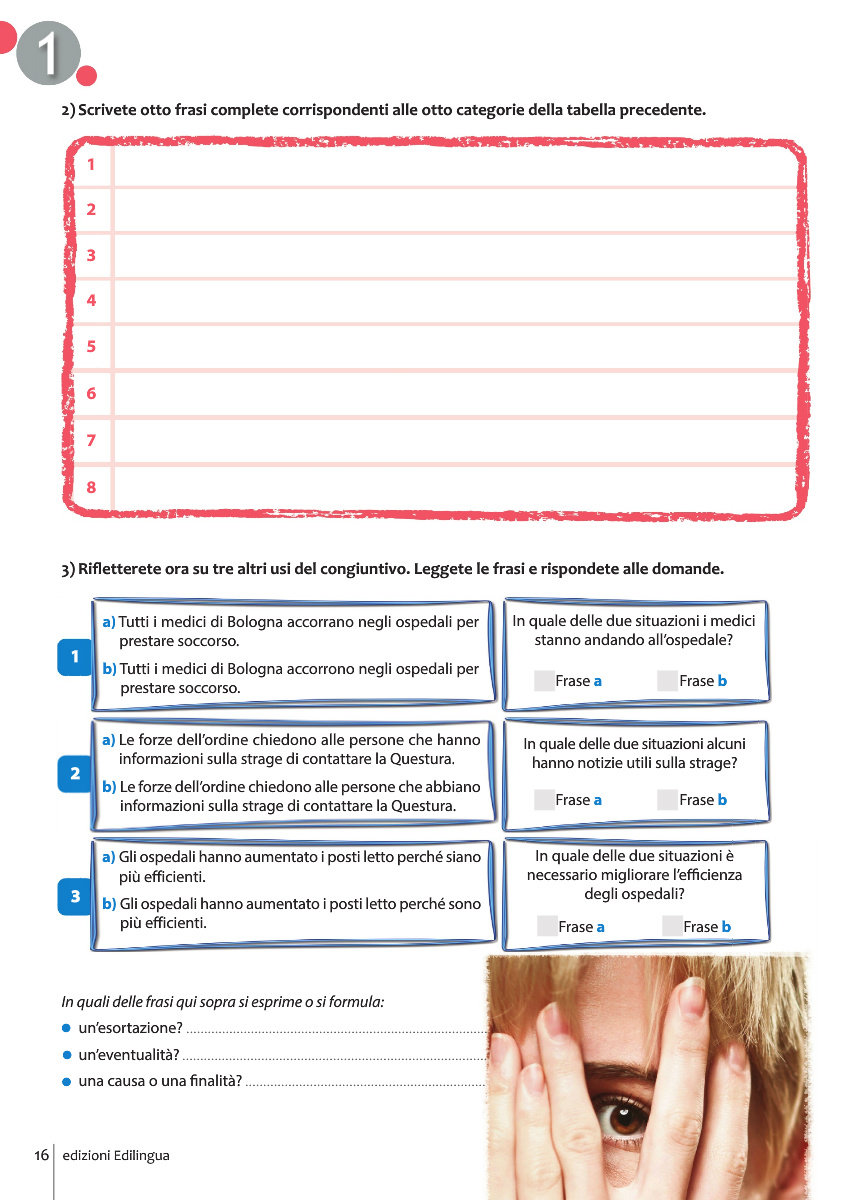 1
2) Scrivete otto frasi complete corrispondenti alle otto categorie della tabella precedente.
1
2
3
4
5
6
7
8
3) Rifletterete ora su tre altri usi del congiuntivo. Leggete le frasi e rispondete alle domande.
1
a) Tutti i medici di Bologna accorrano negli ospedali per
prestare soccorso.
b) Tutti i medici di Bologna accorrono negli ospedali per
prestare soccorso.
In quale delle due situazioni i medici
stanno andando all'ospedale?
Frase a Frase b
2
a) Le forze dell'ordine chiedono alle persone che hanno
informazioni sulla strage di contattare la Questura.
b) Le forze dell'ordine chiedono alle persone che abbiano
informazioni sulla strage di contattare la Questura.
In quale delle due situazioni alcuni
hanno notizie utili sulla strage?
Frase a Frase b
3
a) Gli ospedali hanno aumentato i posti letto perché siano
più efficienti.
b) Gli ospedali hanno aumentato i posti letto perché sono
più efficienti.
In quale delle due situazioni è
necessario migliorare l'efficienza
degli ospedali?
Frase a Frase b
In quali delle frasi qui sopra si esprime o si formula:
● un'esortazione? ..........................................................................
● un'eventualità? ...........................................................................
● una causa o una finalità? ...........................................................
16 edizioni Edilingua